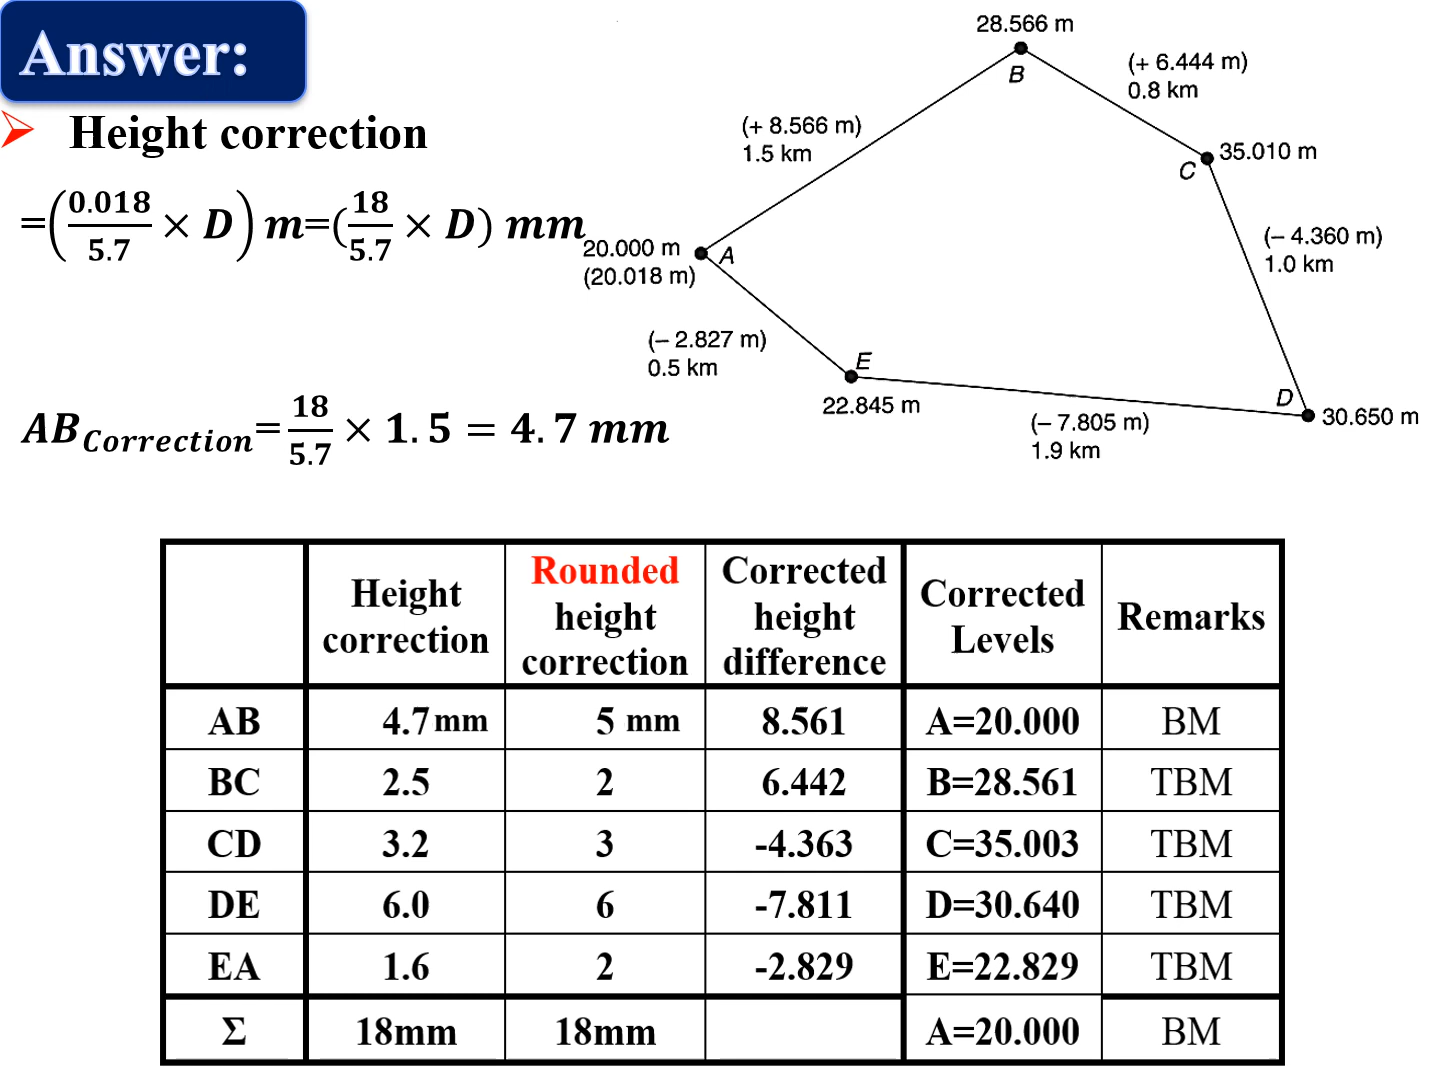 Answer:
Height correction
=(0.018/5.7 × D) m=(18/5.7 × D) mm
AB Correction = 18/5.7 × 1.5 = 4.7 mm
28.566 m
B
(+ 6.444 m)
0.8 km
(+ 8.566 m)
1.5 km
35.010 m
C
(– 4.360 m)
1.0 km
20.000 m
(20.018 m)
A
(– 2.827 m)
0.5 km
E
22.845 m
D
30.650 m
(– 7.805 m)
1.9 km
Height correction | Rounded height correction | Corrected height difference | Corrected Levels | Remarks
AB | 4.7 mm | 5 mm | 8.561 | A=20.000 | BM
BC | 2.5 | 2 | 6.442 | B=28.561 | TBM
CD | 3.2 | 3 | -4.363 | C=35.003 | TBM
DE | 6.0 | 6 | -7.811 | D=30.640 | TBM
EA | 1.6 | 2 | -2.829 | E=22.829 | TBM
Σ | 18mm | 18mm | | A=20.000 | BM